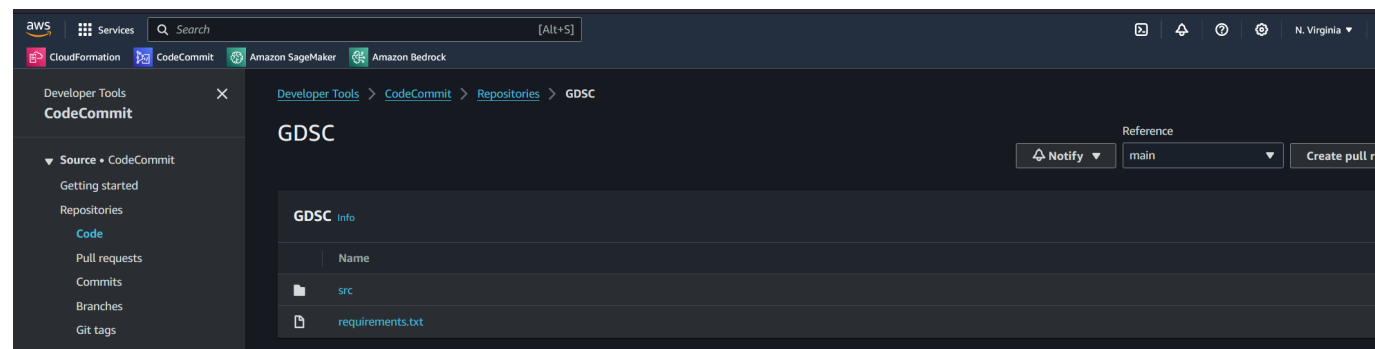 aws Services Search [Alt+S] N. Virginia
CloudFormation CodeCommit Amazon SageMaker Amazon Bedrock
Developer Tools
CodeCommit
Source • CodeCommit
Getting started
Repositories
Code
Pull requests
Commits
Branches
Git tags
Developer Tools > CodeCommit > Repositories > GDSC
GDSC
Notify
Reference
main
Create pull r
GDSC Info
Name
src
requirements.txt